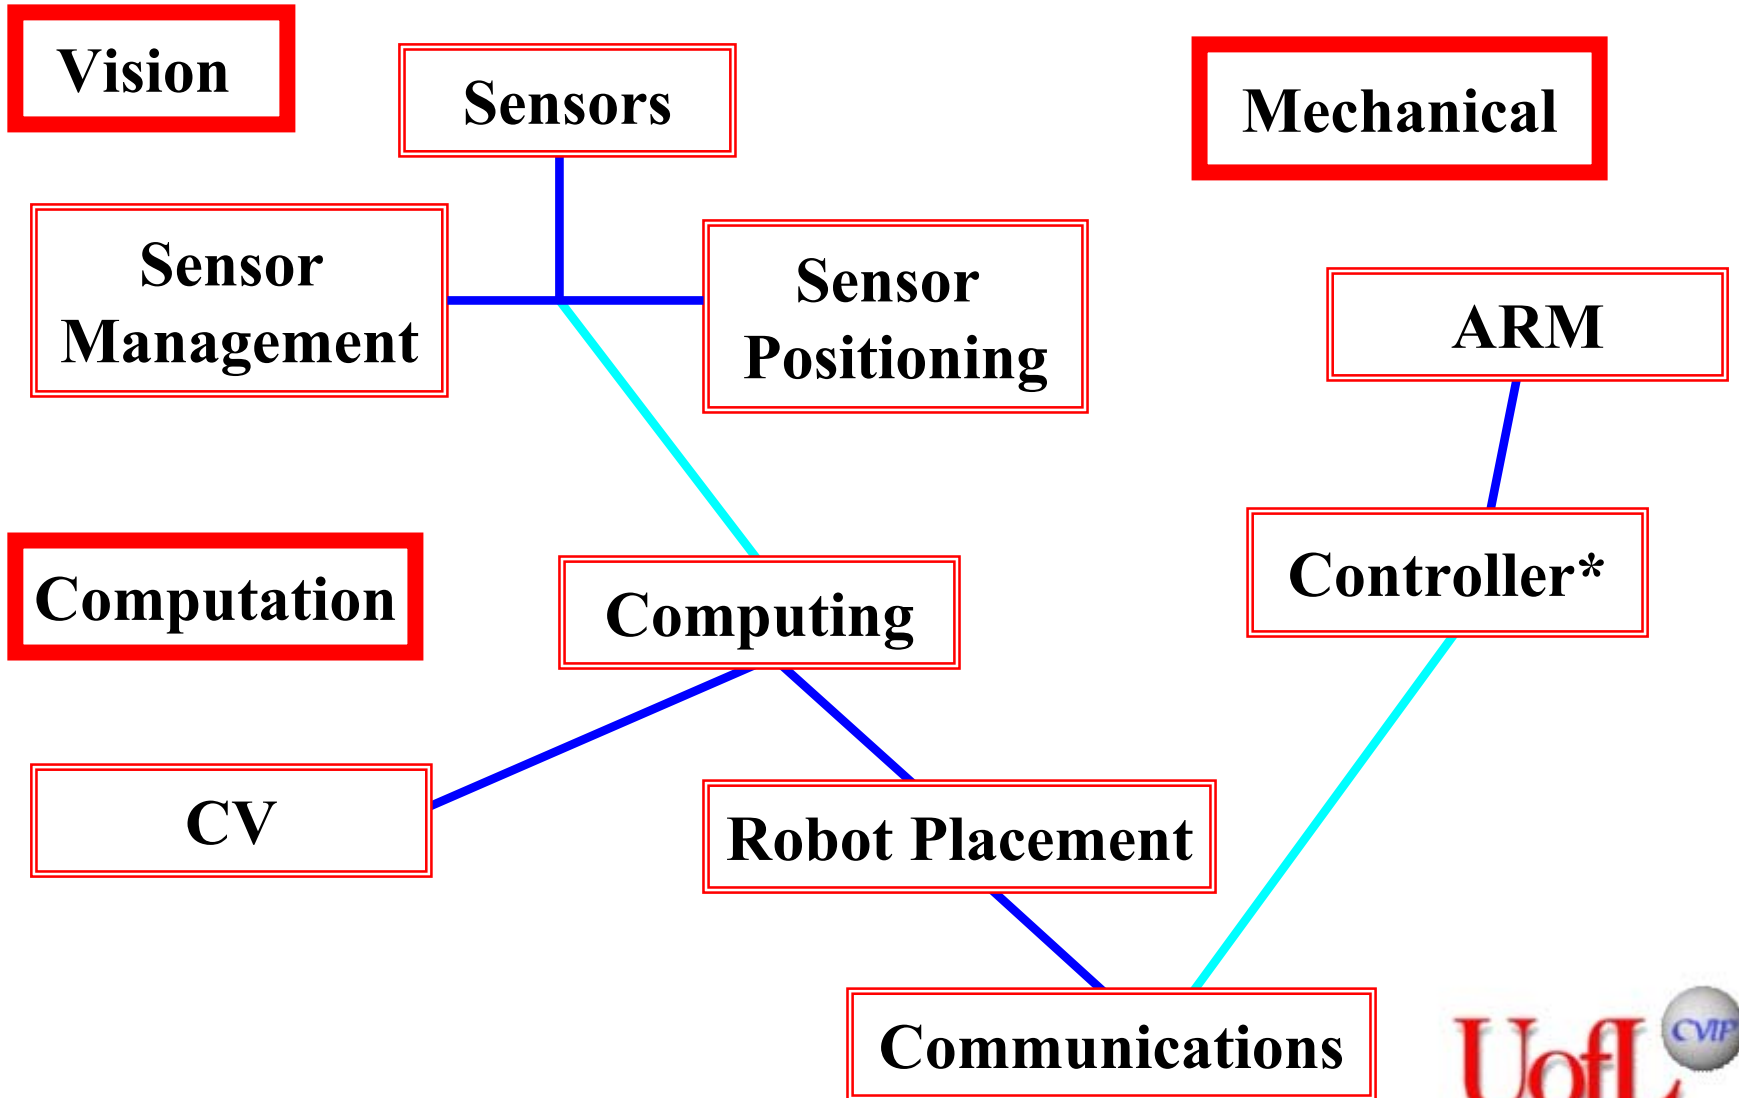 Vision
Sensors
Mechanical
Sensor
Management
Sensor
Positioning
ARM
Computation
Computing
Controller*
CV
Robot Placement
Communications
UofL
CVIP